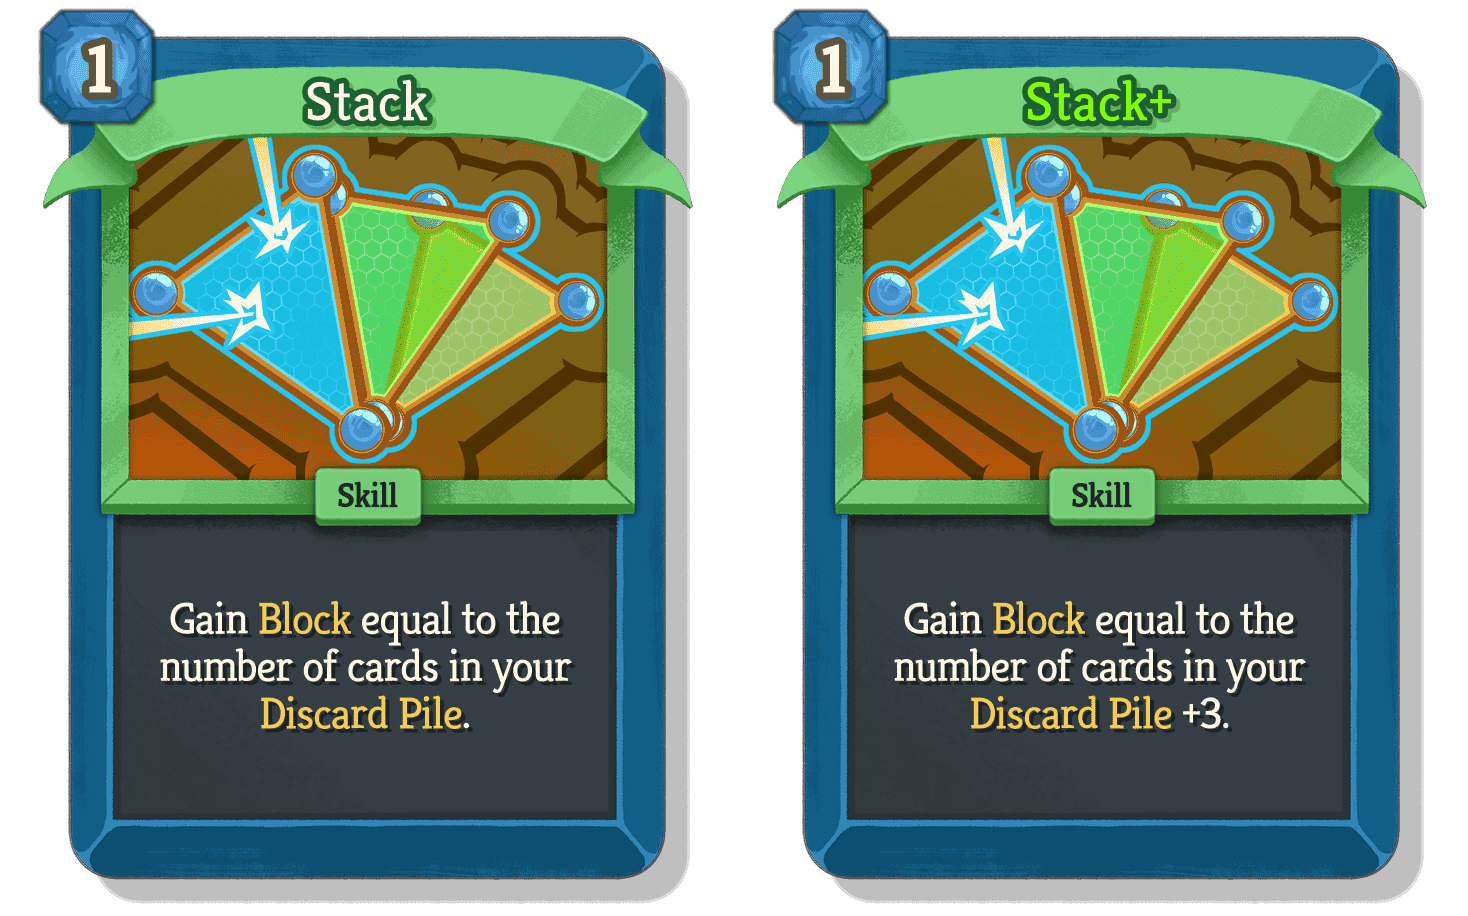 1
Stack
Skill
Gain Block equal to the
number of cards in your
Discard Pile.
1
Stack+
Skill
Gain Block equal to the
number of cards in your
Discard Pile +3.